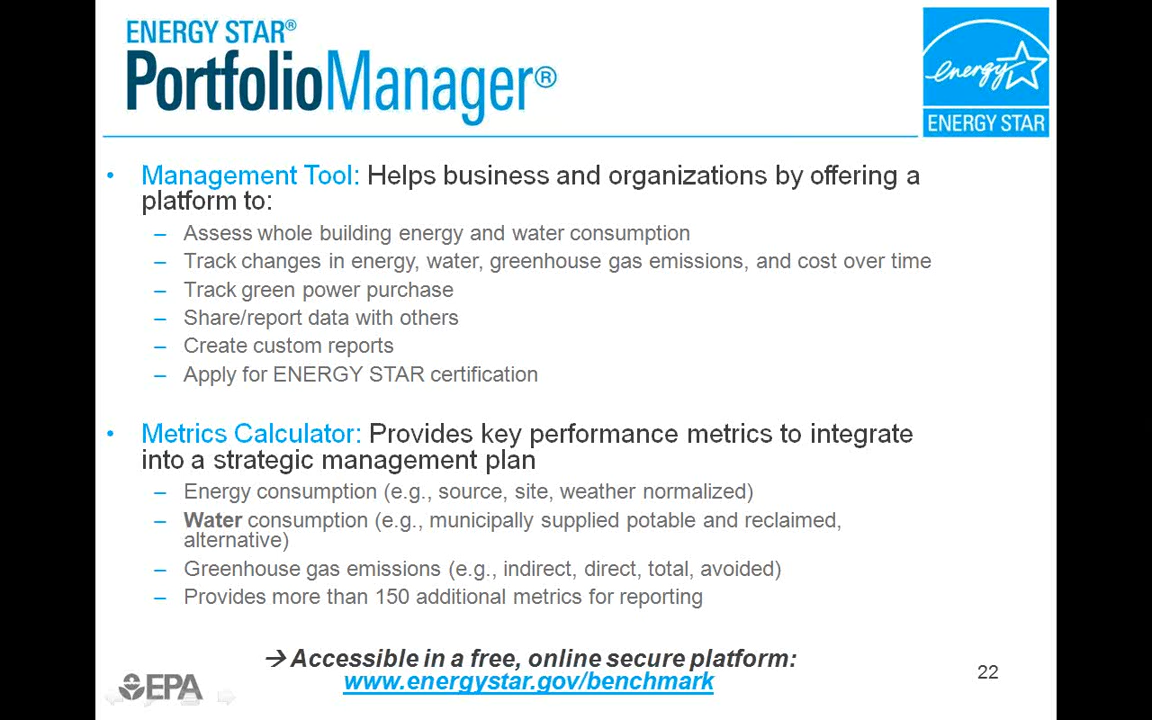 ENERGY STAR®
PortfolioManager®
energy
ENERGY STAR
• Management Tool: Helps business and organizations by offering a
platform to:
– Assess whole building energy and water consumption
– Track changes in energy, water, greenhouse gas emissions, and cost over time
– Track green power purchase
– Share/report data with others
– Create custom reports
– Apply for ENERGY STAR certification
• Metrics Calculator: Provides key performance metrics to integrate
into a strategic management plan
– Energy consumption (e.g., source, site, weather normalized)
– Water consumption (e.g., municipally supplied potable and reclaimed,
alternative)
– Greenhouse gas emissions (e.g., indirect, direct, total, avoided)
– Provides more than 150 additional metrics for reporting
→ Accessible in a free, online secure platform:
www.energystar.gov/benchmark
EPA
22